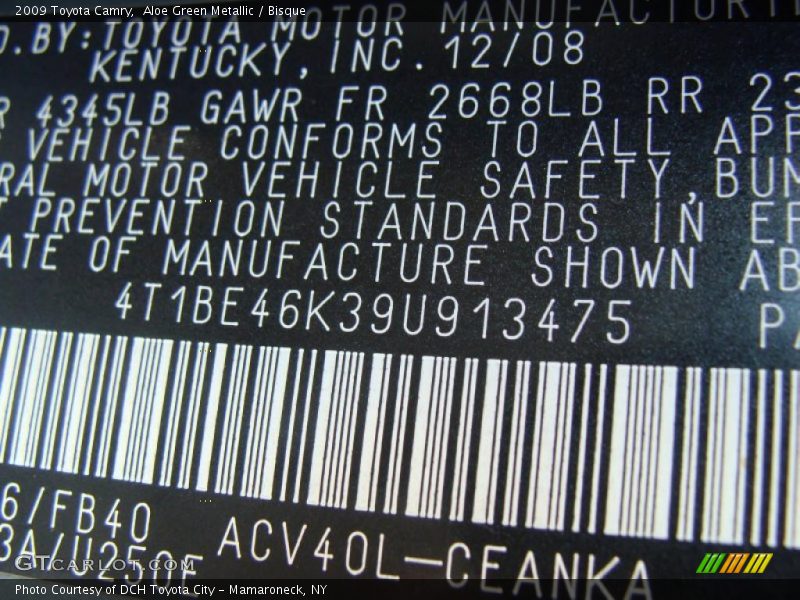 2009 Toyota Camry,  Aloe Green Metallic / Bisque
D.BY:TOYOTA MOTOR
KENTUCKY, INC. 12/08
R 4345LB GAWR FR 2668LB RR 23
VEHICLE CONFORMS TO ALL APP
RAL MOTOR VEHICLE SAFETY,BUM
T PREVENTION STANDARDS IN EF
ATE OF MANUFACTURE SHOWN AB
4T1BE46K39U913475 PA
6/FB40 ACV40L-CEANKA
3A/U250E
GTCARLOT.COM
Photo Courtesy of DCH Toyota City - Mamaroneck, NY